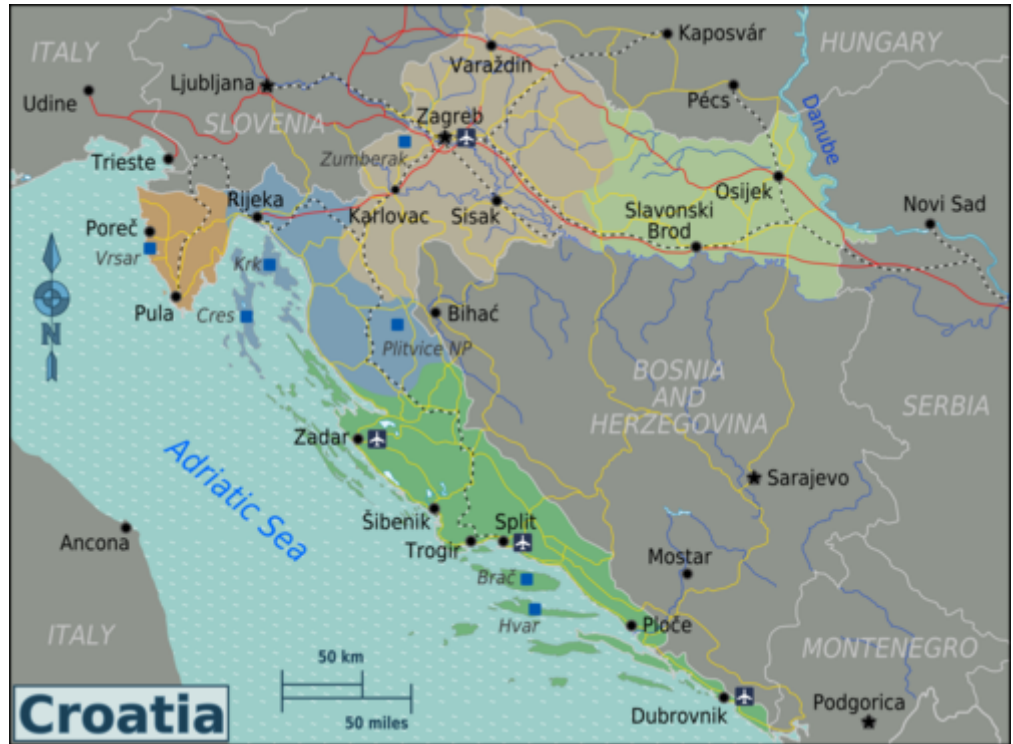 ITALY
Kaposvár
HUNGARY
Varaždin
Ljubljana
Udine
Pécs
Danube
SLOVENIA
Zagreb
Zumberak
Trieste
Osijek
Rijeka
Karlovac
Sisak
Slavonski
Brod
Novi Sad
Poreč
Vrsar
Krk
Pula
Cres
N
Bihać
Plitvice NP
BOSNIA
AND
HERZEGOVINA
SERBIA
Zadar
Adriatic Sea
Sarajevo
Šibenik
Split
Trogir
Ancona
Mostar
Brač
Hvar
Ploče
ITALY
MONTENEGRO
50 km
50 miles
Croatia
Dubrovnik
Podgorica